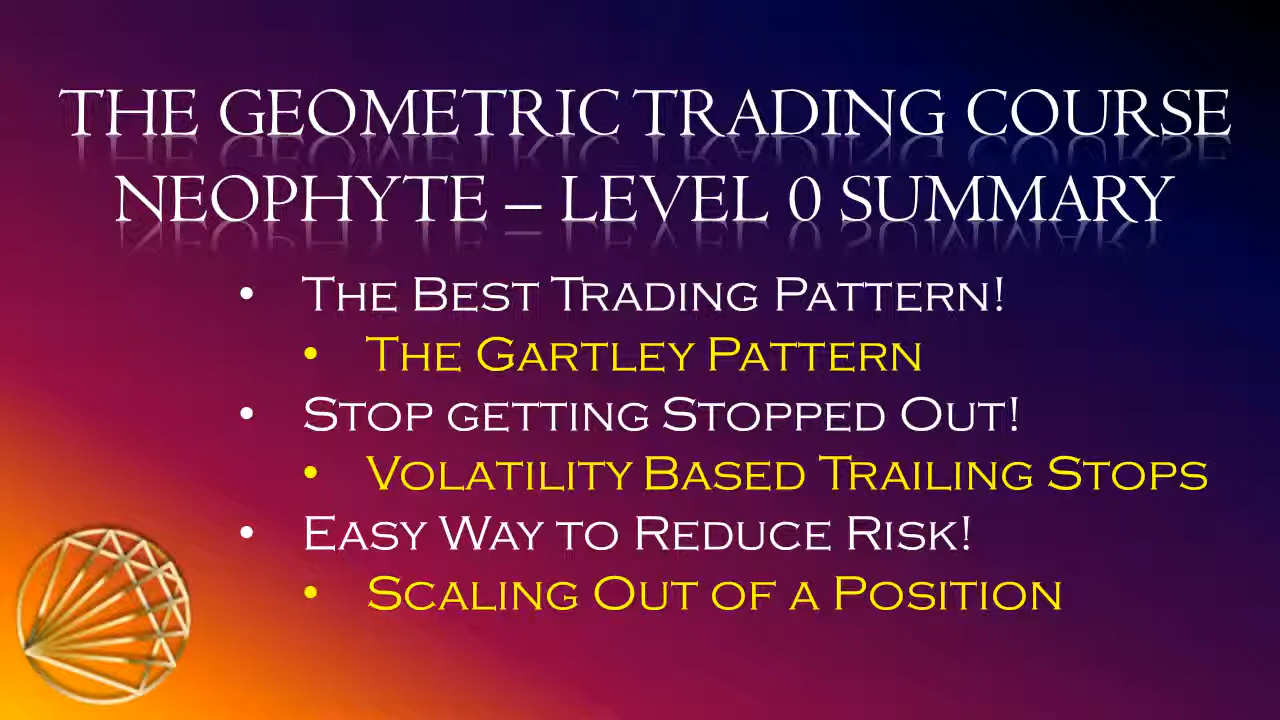 THE GEOMETRIC TRADING COURSE
NEOPHYTE – LEVEL 0 SUMMARY
• THE BEST TRADING PATTERN!
• THE GARTLEY PATTERN
• STOP GETTING STOPPED OUT!
• VOLATILITY BASED TRAILING STOPS
• EASY WAY TO REDUCE RISK!
• SCALING OUT OF A POSITION